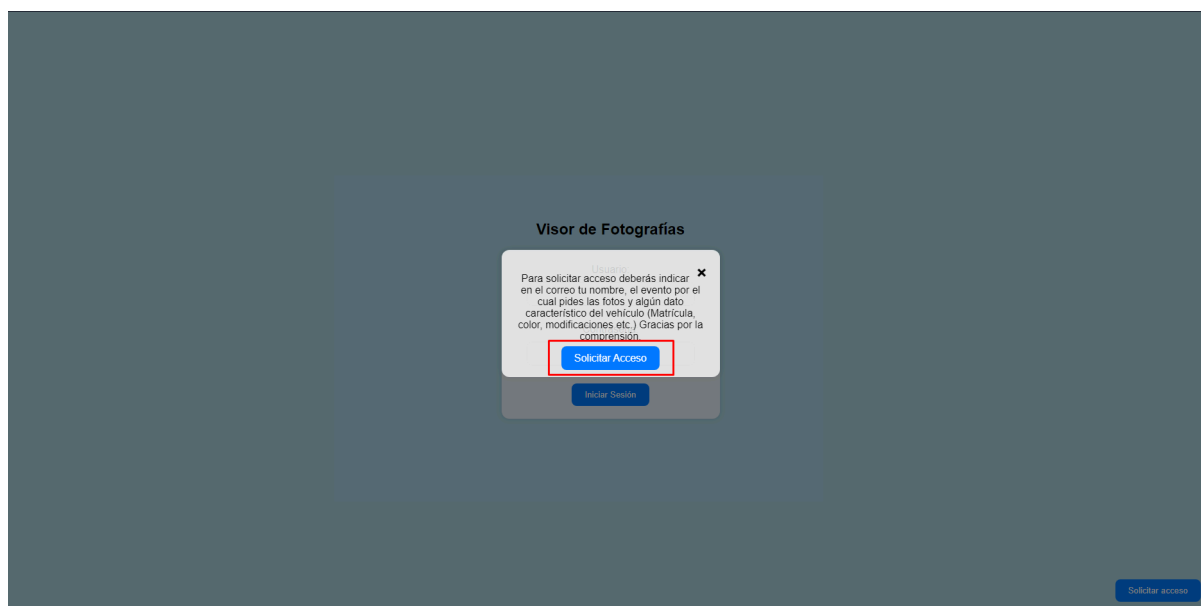 Visor de Fotografías
Usuario
Para solicitar acceso deberás indicar
en el correo tu nombre, el evento por el
cual pides las fotos y algún dato
característico del vehículo (Matrícula,
color, modificaciones etc.) Gracias por la
comprensión.
Solicitar Acceso
Iniciar Sesión
Solicitar acceso